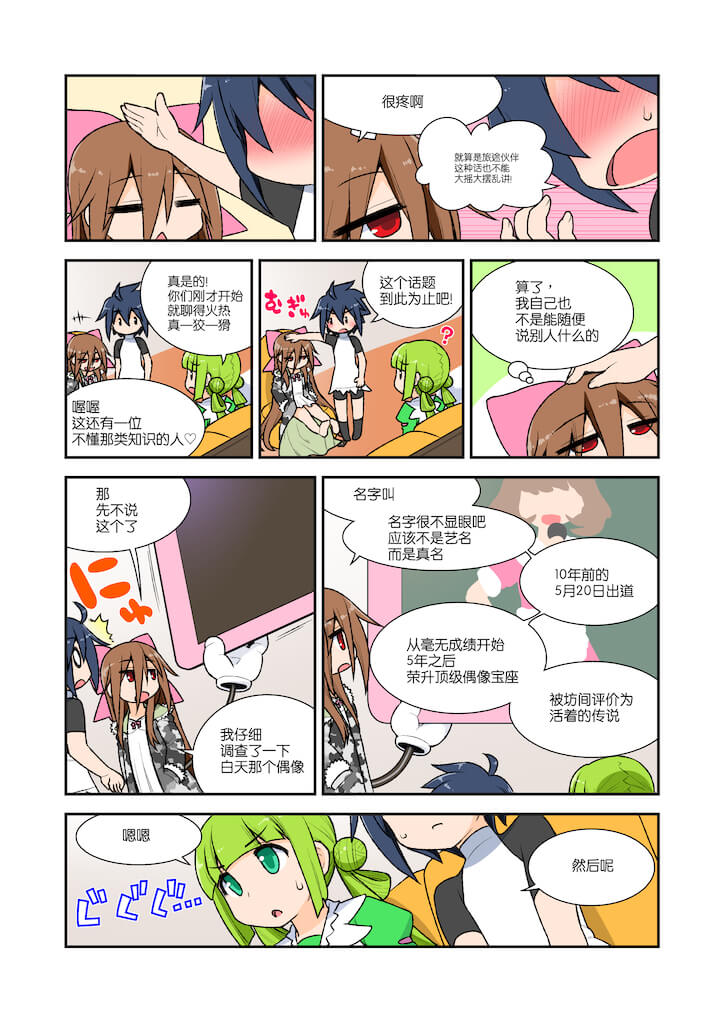 很疼啊
就算是旅途伙伴
这种话也不能
大摇大摆乱讲!
真是的!
你们刚才开始
就聊得火热
真一狡一猾
喔喔
这还有一位
不懂那类知识的人♡
むぎゅ
这个话题
到此为止吧!
?
算了，
我自己也
不是能随便
说别人什么的
那
先不说
这个了
にゅ
我仔细
调查了一下
白天那个偶像
名字叫
名字很不显眼吧
应该不是艺名
而是真名
10年前的
5月20日出道
从毫无成绩开始
5年之后
荣升顶级偶像宝座
被坊间评价为
活着的传说
嗯嗯
ぐぐぐ…
然后呢